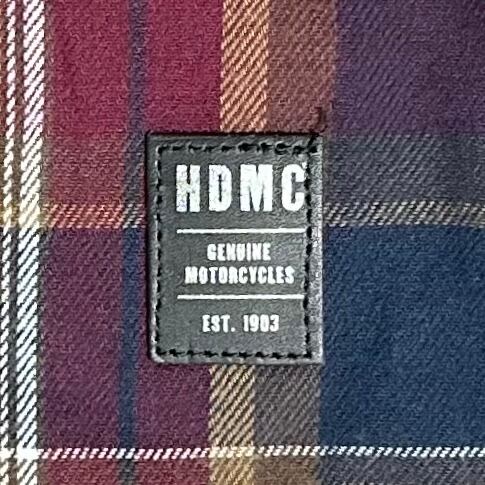 HDMC
GENUINE
MOTORCYCLES
EST. 1903